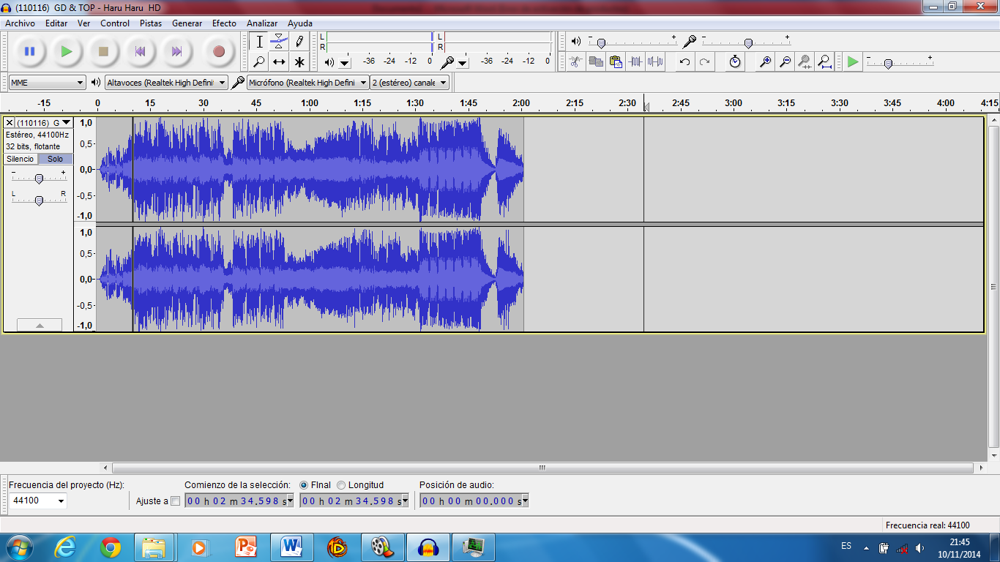 (110116) GD & TOP - Haru Haru HD
Archivo Editar Ver Control Pistas Generar Efecto Analizar Ayuda
L
R
-36 -24 -12 0
L
R
-36 -24 -12 0
- +
- +
- +
MME
Altavoces (Realtek High Definit
Micrófono (Realtek High Defini
2 (estéreo) canale
-15 0 15 30 45 1:00 1:15 1:30 1:45 2:00 2:15 2:30 2:45 3:00 3:15 3:30 3:45 4:00 4:15
(110116) G
Estéreo, 44100Hz
32 bits, flotante
Silencio Solo
- +
L R
1,0
0,5-
0,0-
-0,5-
-1,0
1,0
0,5-
0,0-
-0,5-
-1,0
Frecuencia del proyecto (Hz):
44100
Ajuste a
Comienzo de la selección:
00 h 02 m 34.598 s
FInal Longitud
00 h 02 m 34.598 s
Posición de audio:
00 h 00 m 00.000 s
Frecuencia real: 44100
ES
21:45
10/11/2014